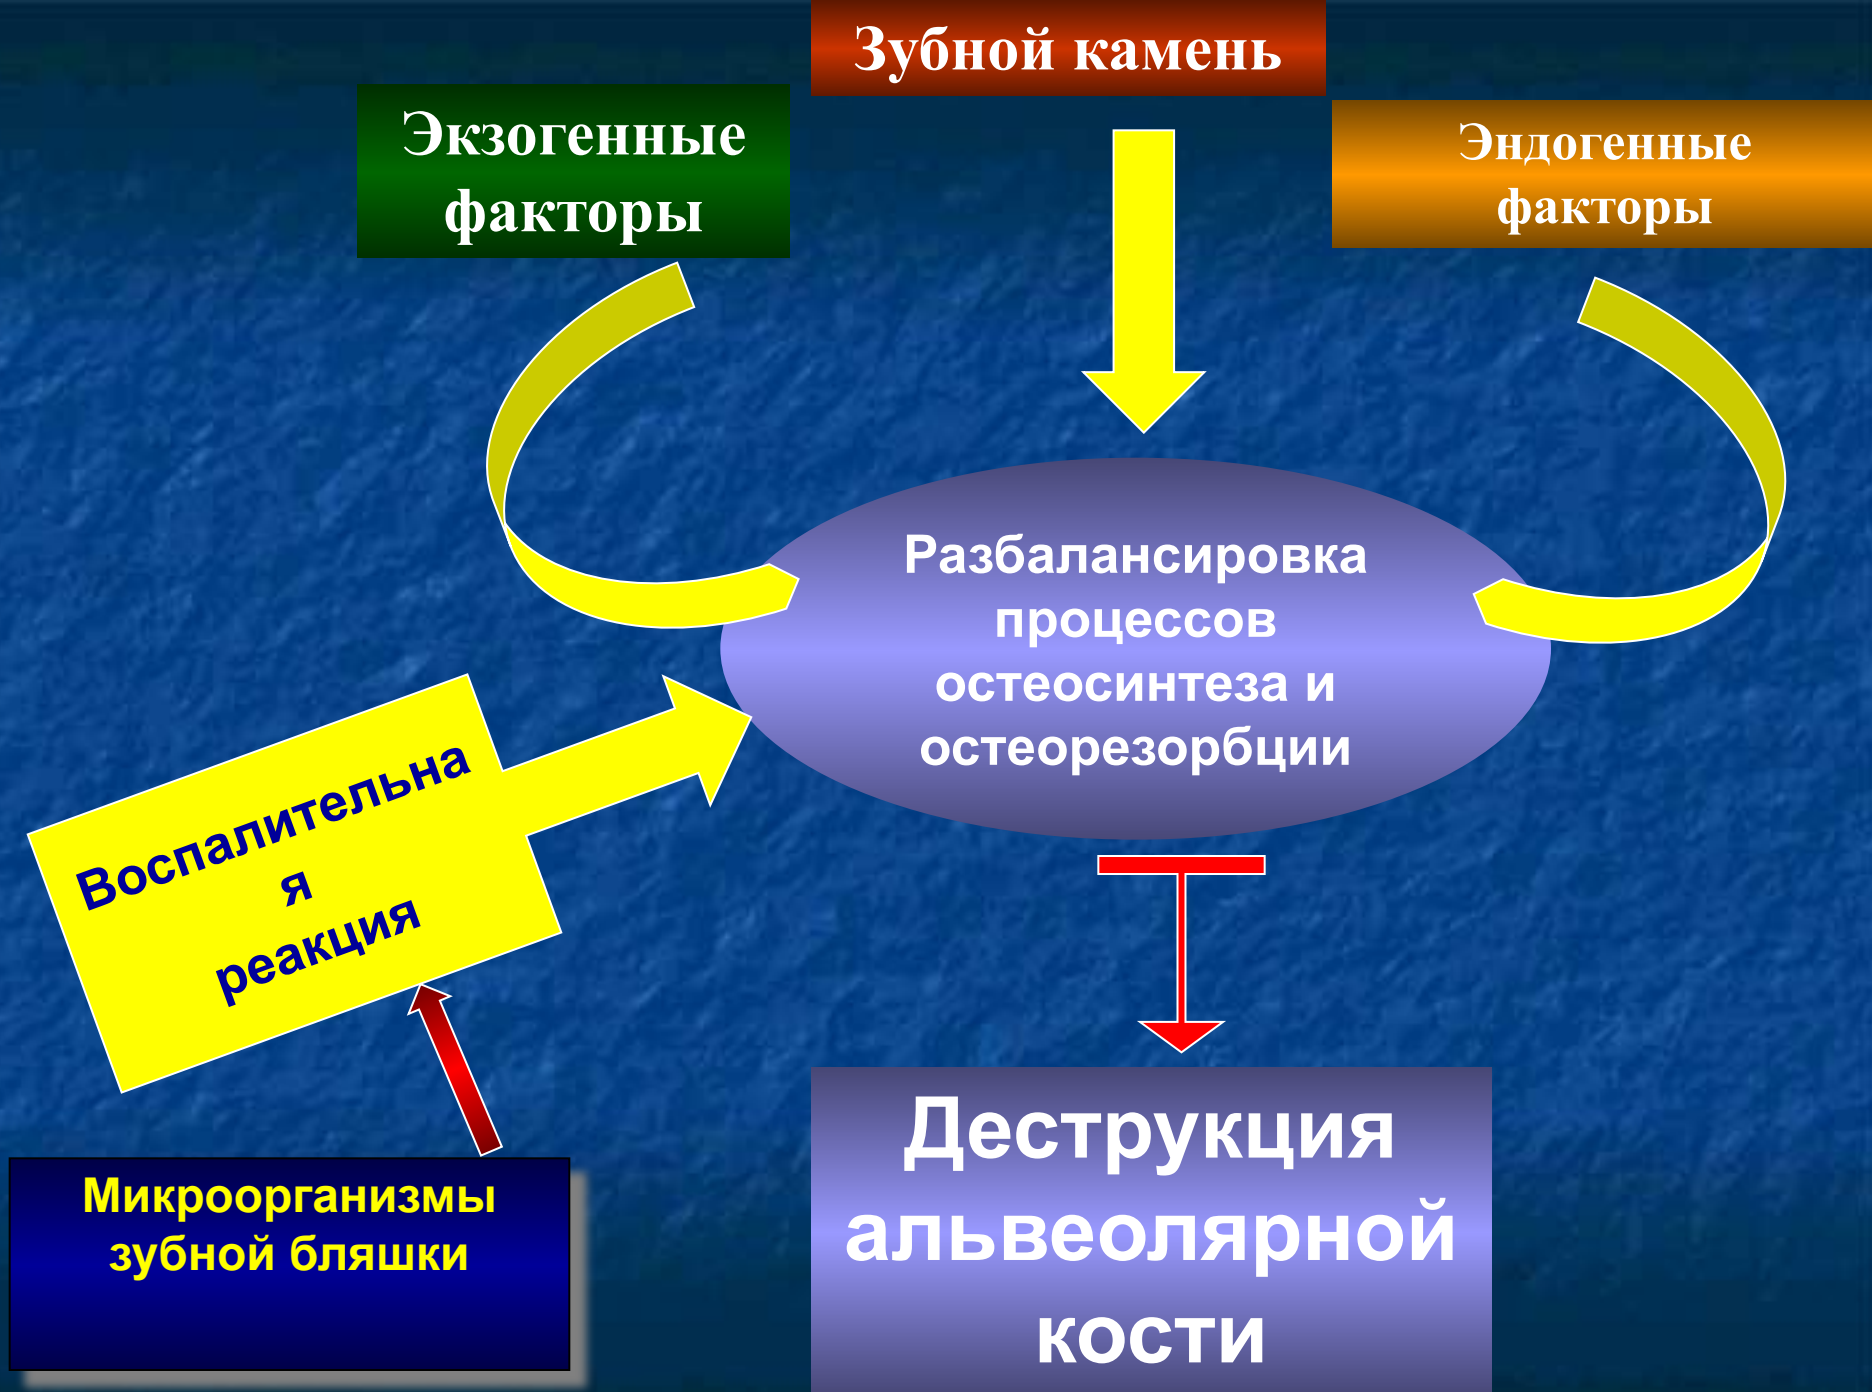 Зубной камень
Экзогенные
факторы
Эндогенные
факторы
Разбалансировка
процессов
остеосинтеза и
остеорезорбции
Воспалительна
я
реакция
Микроорганизмы
зубной бляшки
Деструкция
альвеолярной
кости